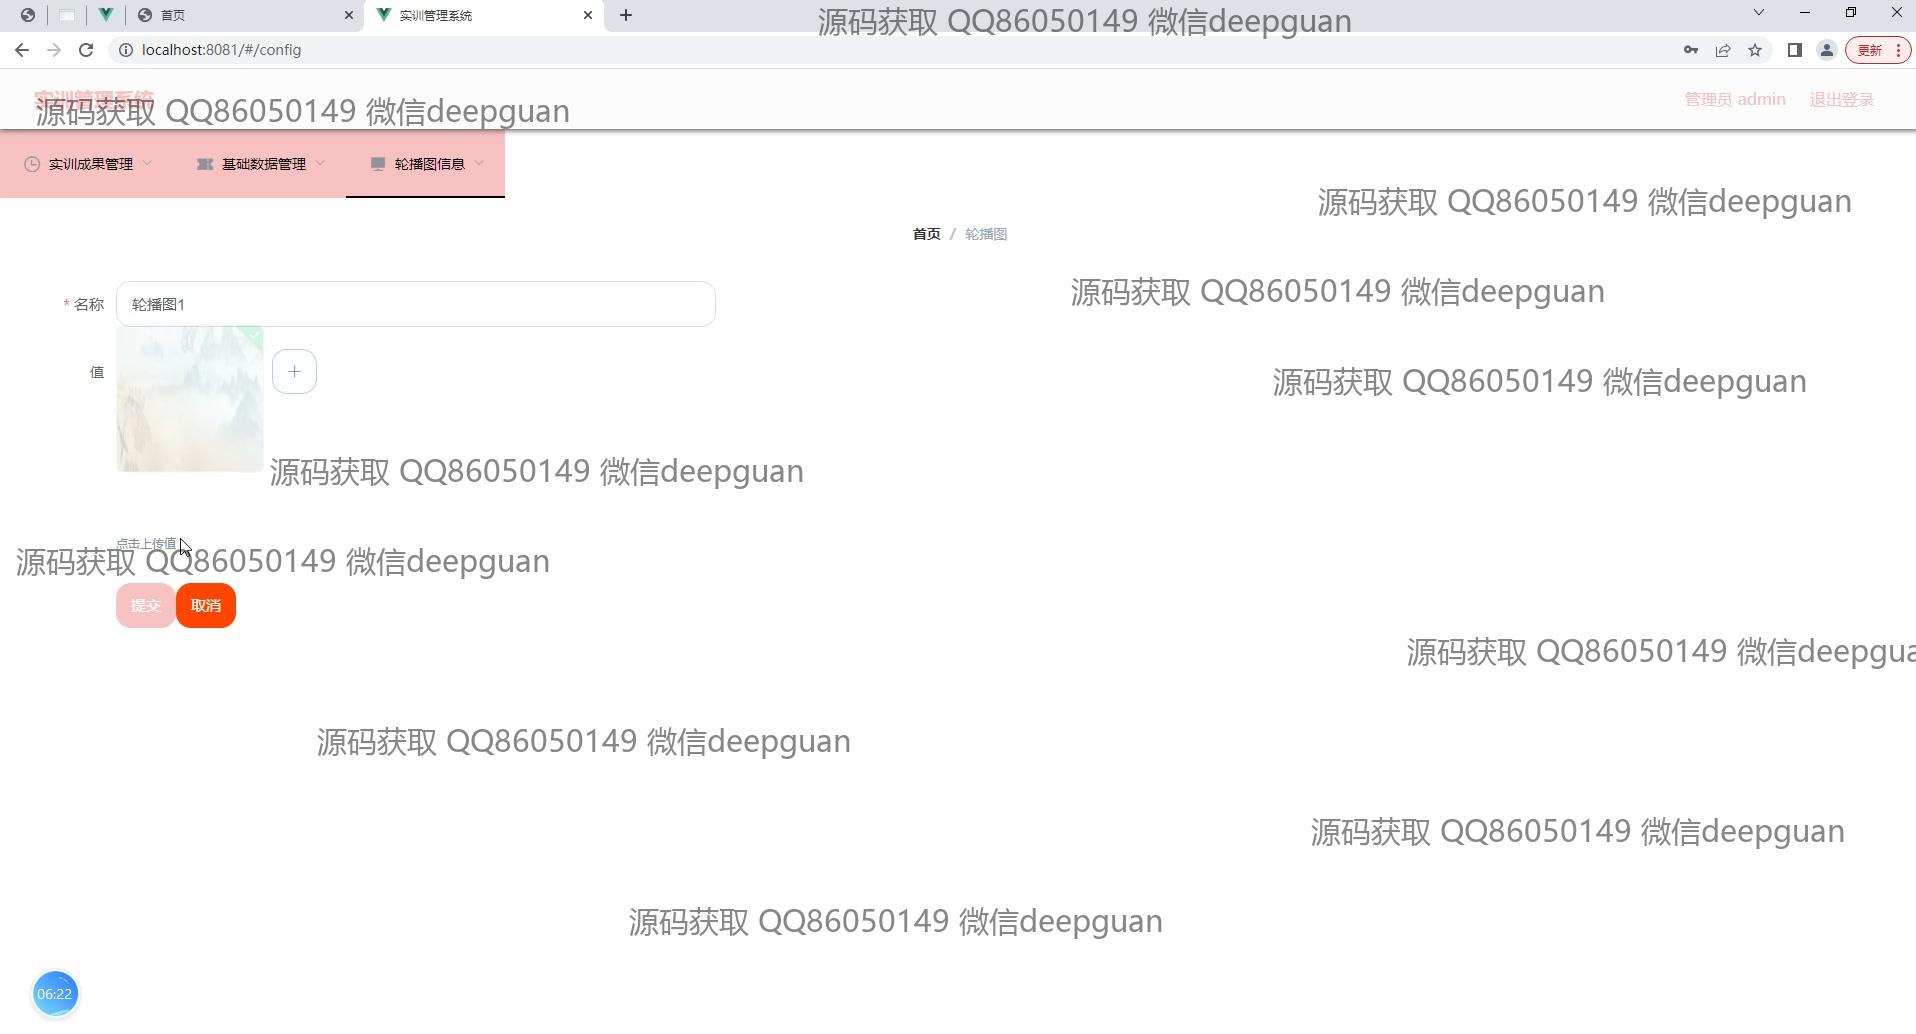 首页
实训管理系统
源码获取 QQ86050149 微信deepguan
localhost:8081/#/config
更新
实训管理系统
源码获取 QQ86050149 微信deepguan
管理员 admin
退出登录
实训成果管理
基础数据管理
轮播图信息
源码获取 QQ86050149 微信deepguan
首页 / 轮播图
源码获取 QQ86050149 微信deepguan
* 名称
轮播图1
值
源码获取 QQ86050149 微信deepguan
源码获取 QQ86050149 微信deepguan
点击上传值
源码获取 QQ86050149 微信deepguan
提交
取消
源码获取 QQ86050149 微信deepgua
源码获取 QQ86050149 微信deepguan
源码获取 QQ86050149 微信deepguan
源码获取 QQ86050149 微信deepguan
06:22